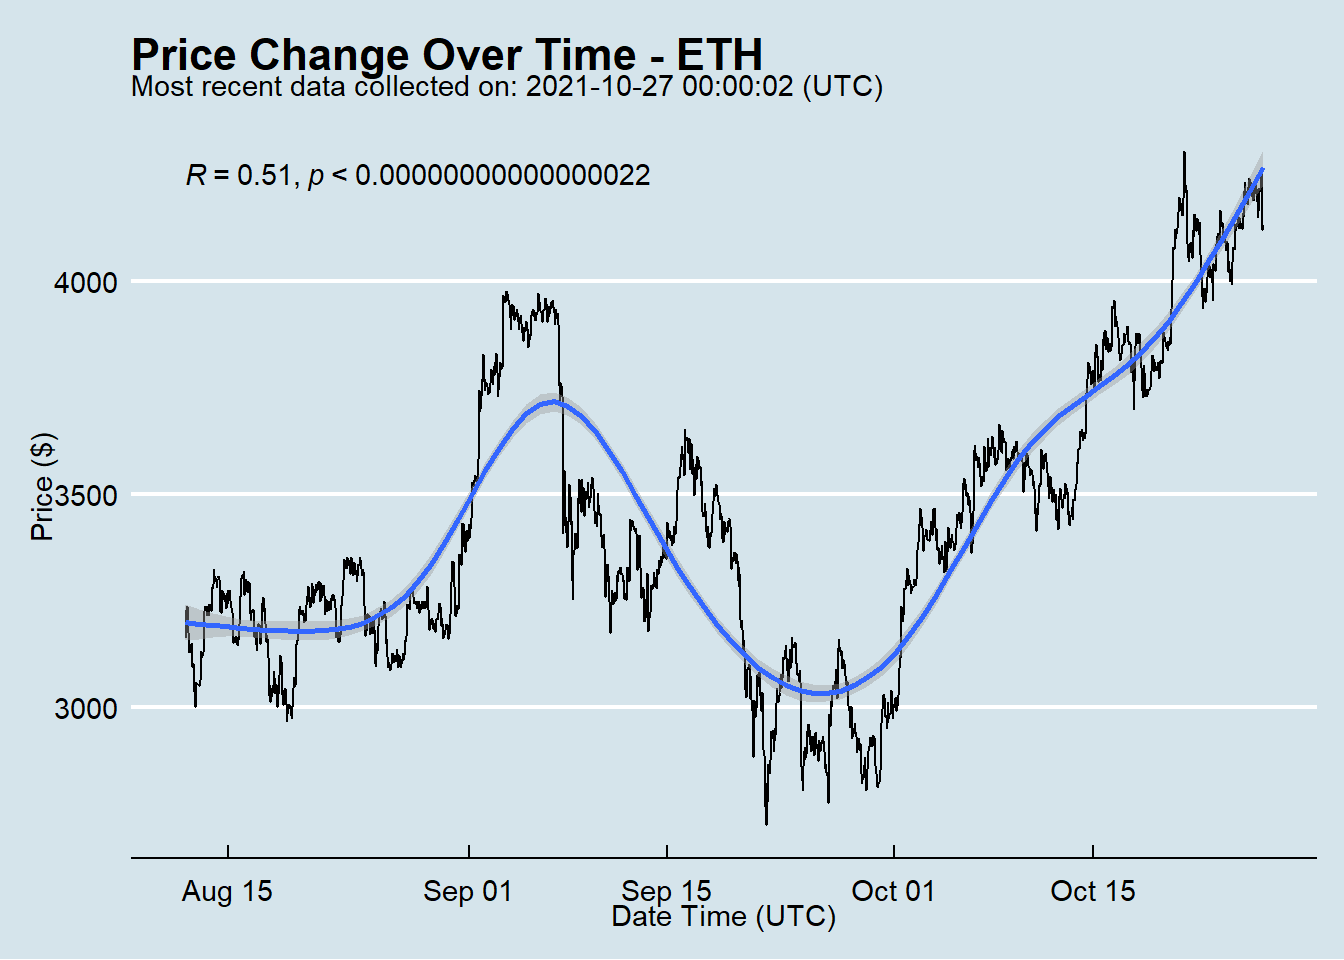 Price Change Over Time - ETH
Most recent data collected on: 2021-10-27 00:00:02 (UTC)
R = 0.51, p < 0.00000000000000022
4000
3500
3000
Price ($)
Aug 15 Sep 01 Sep 15 Oct 01 Oct 15
Date Time (UTC)